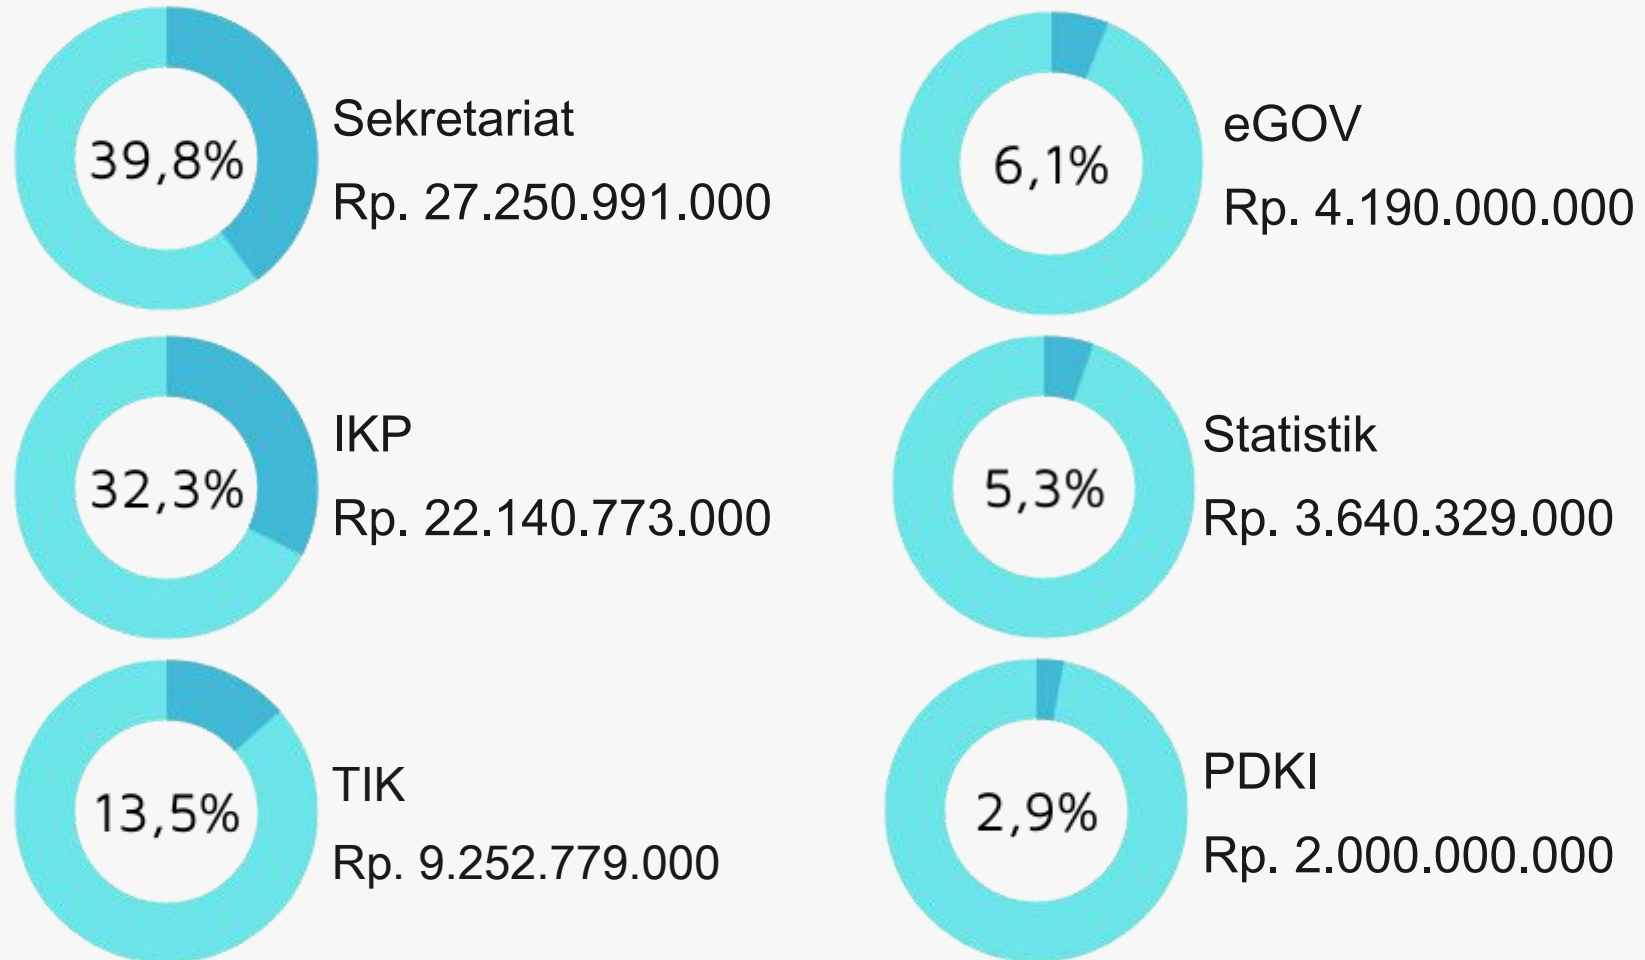 39,8%
Sekretariat
Rp. 27.250.991.000
6,1%
eGOV
Rp. 4.190.000.000
32,3%
IKP
Rp. 22.140.773.000
5,3%
Statistik
Rp. 3.640.329.000
13,5%
TIK
Rp. 9.252.779.000
2,9%
PDKI
Rp. 2.000.000.000